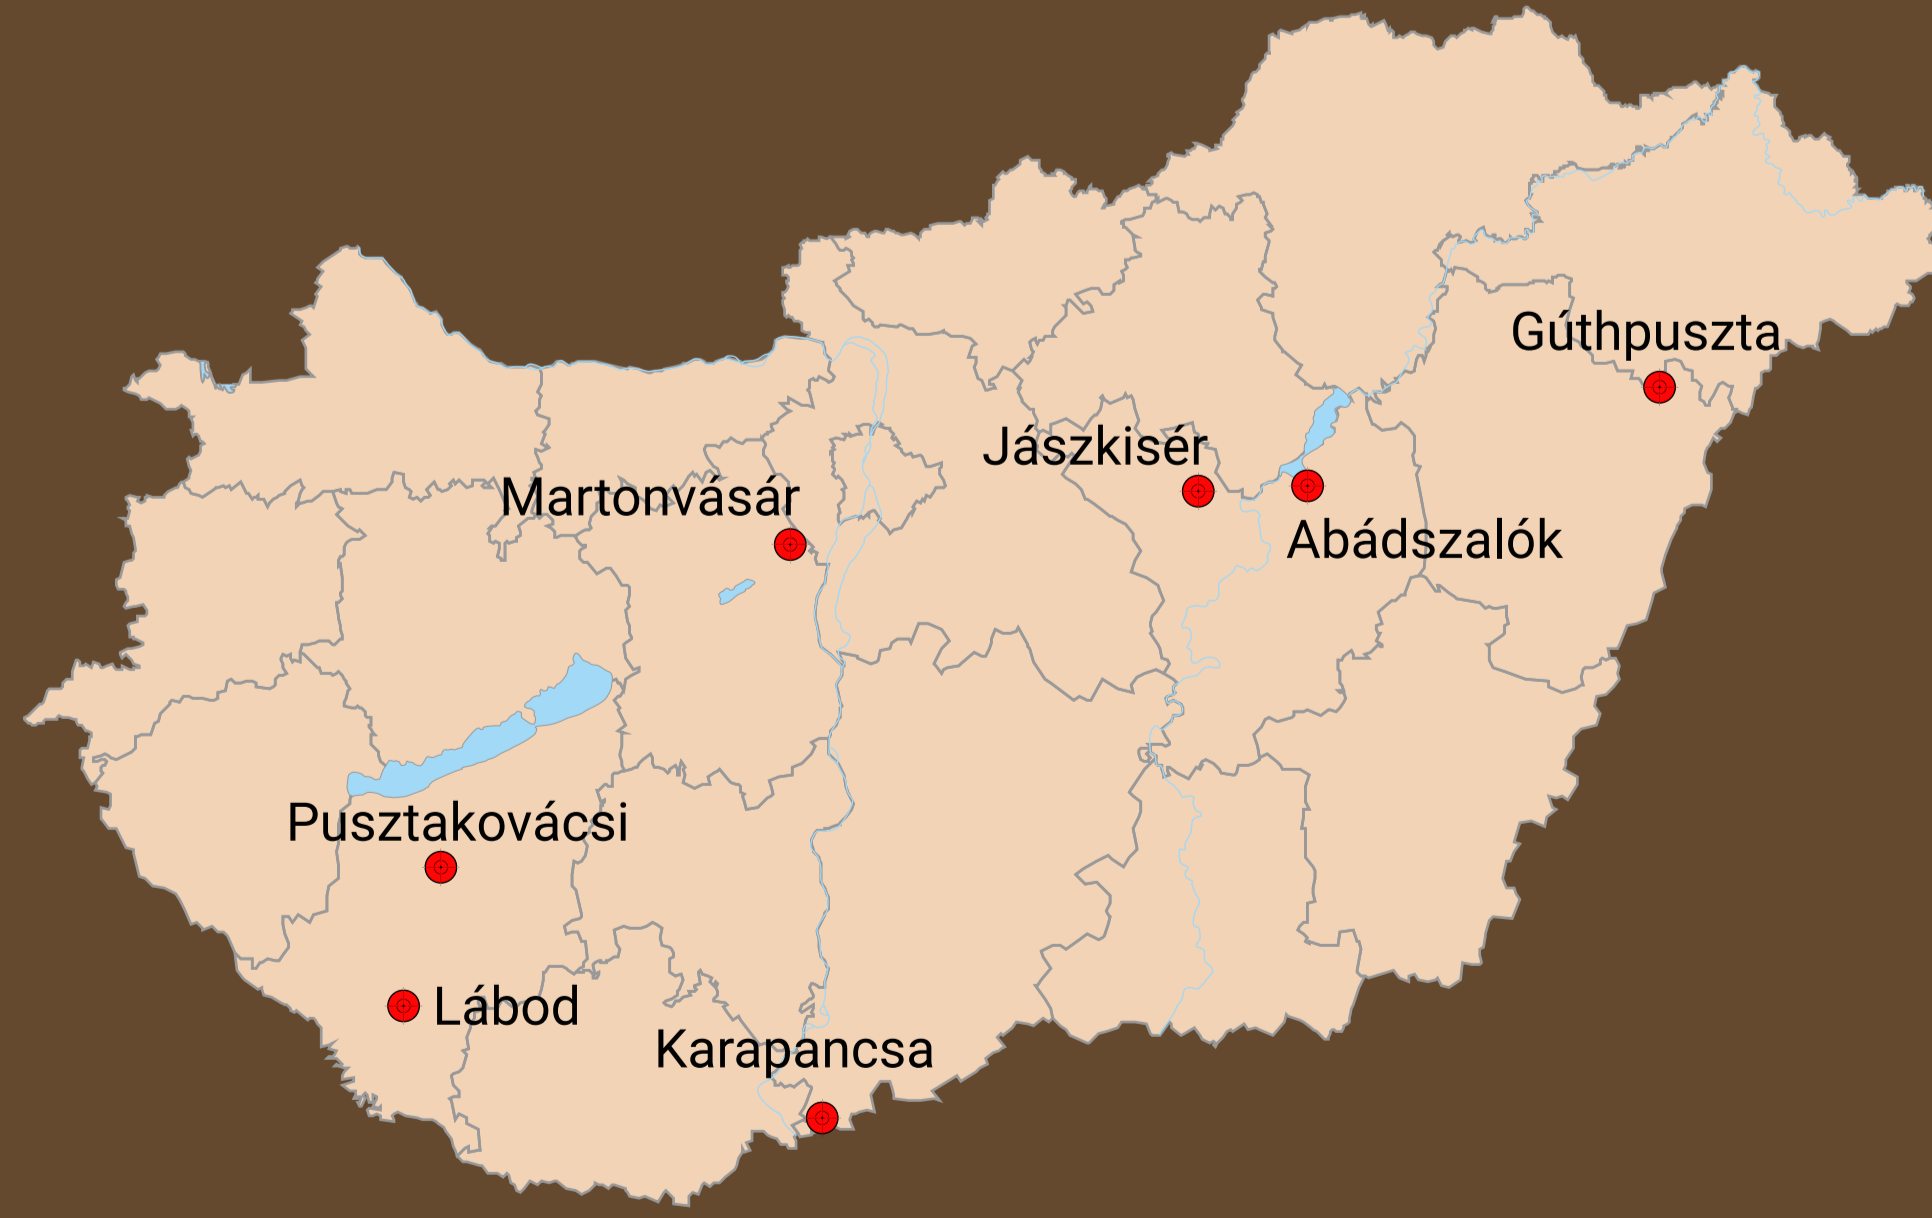 Gúthpuszta
Jászkisér
Martonvásár
Abádszalók
Pusztakovácsi
Lábod
Karapancsa